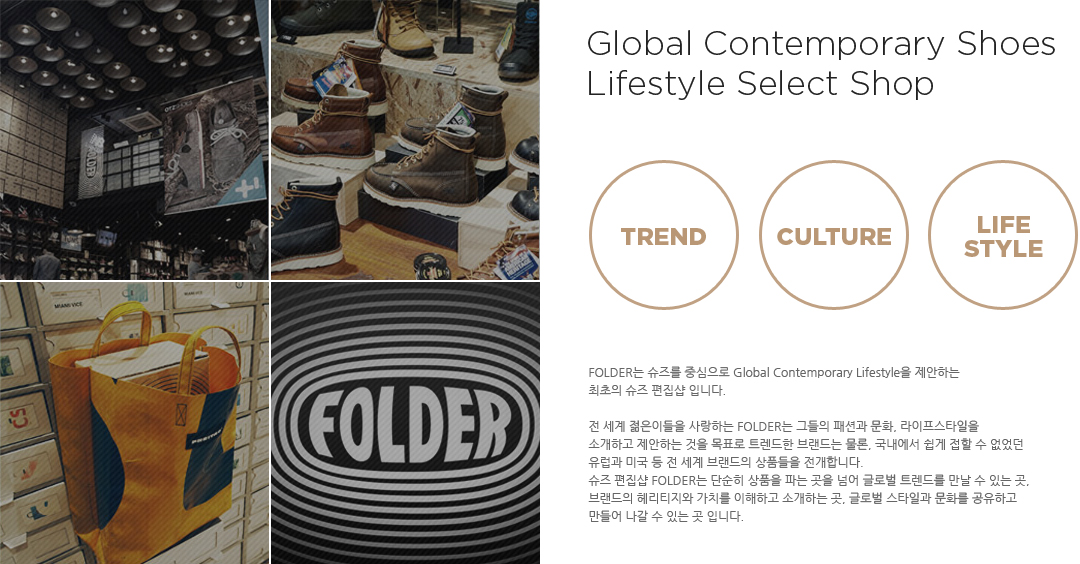 Global Contemporary Shoes
Lifestyle Select Shop
FOLDER
TREND
CULTURE
LIFE
STYLE
MIAMI VICE
FREITAG
FOLDER
FOLDER는 슈즈를 중심으로 Global Contemporary Lifestyle을 제안하는
최초의 슈즈 편집샵 입니다.
전 세계 젊은이들을 사랑하는 FOLDER는 그들의 패션과 문화, 라이프스타일을
소개하고 제안하는 것을 목표로 트렌드한 브랜드는 물론, 국내에서 쉽게 접할 수 없었던
유럽과 미국 등 전 세계 브랜드의 상품들을 전개합니다.
슈즈 편집샵 FOLDER는 단순히 상품을 파는 곳을 넘어 글로벌 트렌드를 만날 수 있는 곳,
브랜드의 헤리티지와 가치를 이해하고 소개하는 곳, 글로벌 스타일과 문화를 공유하고
만들어 나갈 수 있는 곳 입니다.